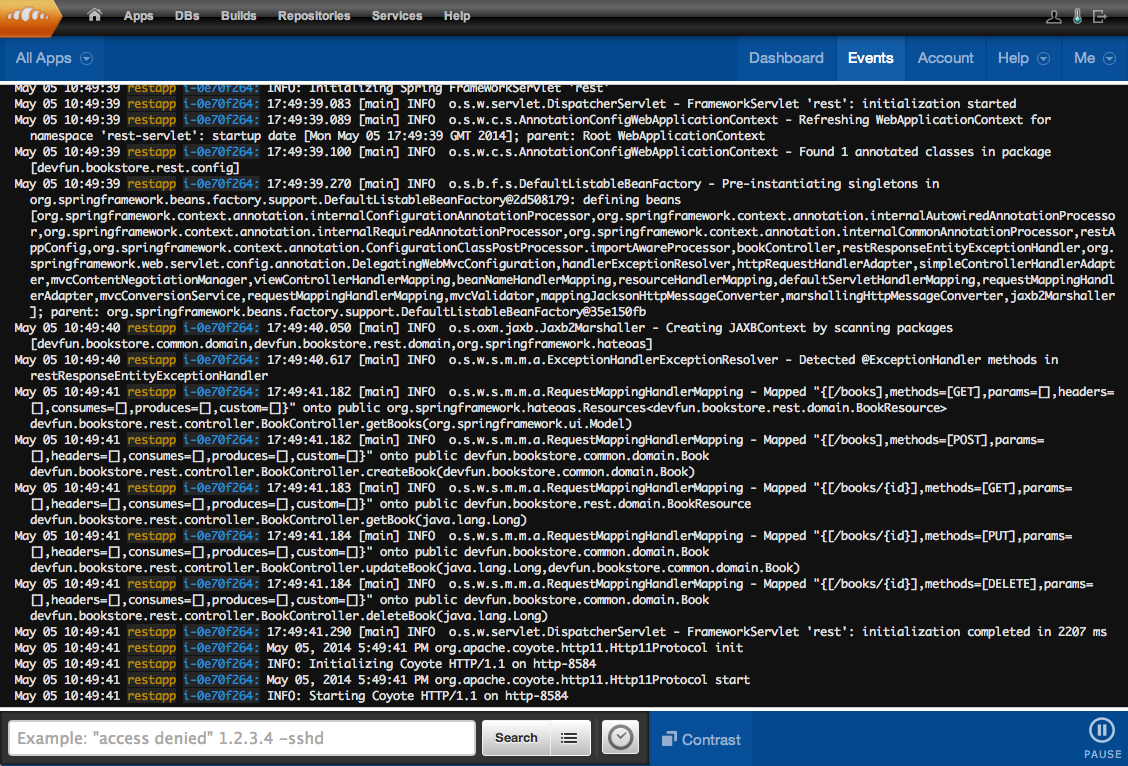 Apps DBs Builds Repositories Services Help
All Apps Dashboard Events Account Help Me
May 05 10:49:39 restapp i-0e70f264: INFO: Initializing Spring FrameworkServlet 'rest'
May 05 10:49:39 restapp i-0e70f264: 17:49:39.083 [main] INFO o.s.w.servlet.DispatcherServlet - FrameworkServlet 'rest': initialization started
May 05 10:49:39 restapp i-0e70f264: 17:49:39.089 [main] INFO o.s.w.c.s.AnnotationConfigWebApplicationContext - Refreshing WebApplicationContext for
namespace 'rest-servlet': startup date [Mon May 05 17:49:39 GMT 2014]; parent: Root WebApplicationContext
May 05 10:49:39 restapp i-0e70f264: 17:49:39.100 [main] INFO o.s.w.c.s.AnnotationConfigWebApplicationContext - Found 1 annotated classes in package
[devfun.bookstore.rest.config]
May 05 10:49:39 restapp i-0e70f264: 17:49:39.270 [main] INFO o.s.b.f.s.DefaultListableBeanFactory - Pre-instantiating singletons in
org.springframework.beans.factory.support.DefaultListableBeanFactory@2d508179: defining beans
[org.springframework.context.annotation.internalConfigurationAnnotationProcessor,org.springframework.context.annotation.internalAutowiredAnnotationProcesso
r,org.springframework.context.annotation.internalRequiredAnnotationProcessor,org.springframework.context.annotation.internalCommonAnnotationProcessor,restA
ppConfig,org.springframework.context.annotation.ConfigurationClassPostProcessor.importAwareProcessor,bookController,restResponseEntityExceptionHandler,org.
springframework.web.servlet.config.annotation.DelegatingWebMvcConfiguration,handlerExceptionResolver,httpRequestHandlerAdapter,simpleControllerHandlerAdapt
er,mvcContentNegotiationManager,viewControllerHandlerMapping,beanNameHandlerMapping,resourceHandlerMapping,defaultServletHandlerMapping,requestMappingHandl
erAdapter,mvcConversionService,requestMappingHandlerMapping,mvcValidator,mappingJacksonHttpMessageConverter,marshallingHttpMessageConverter,jaxb2Marshaller
]; parent: org.springframework.beans.factory.support.DefaultListableBeanFactory@35e150fb
May 05 10:49:40 restapp i-0e70f264: 17:49:40.050 [main] INFO o.s.oxm.jaxb.Jaxb2Marshaller - Creating JAXBContext by scanning packages
[devfun.bookstore.common.domain,devfun.bookstore.rest.domain,org.springframework.hateoas]
May 05 10:49:40 restapp i-0e70f264: 17:49:40.617 [main] INFO o.s.w.s.m.m.a.ExceptionHandlerExceptionResolver - Detected @ExceptionHandler methods in
restResponseEntityExceptionHandler
May 05 10:49:41 restapp i-0e70f264: 17:49:41.182 [main] INFO o.s.w.s.m.m.a.RequestMappingHandlerMapping - Mapped "{[/books],methods=[GET],params=[],headers=
[],consumes=[],produces=[],custom=[]}" onto public org.springframework.hateoas.Resources<devfun.bookstore.rest.domain.BookResource>
devfun.bookstore.rest.controller.BookController.getBooks(org.springframework.ui.Model)
May 05 10:49:41 restapp i-0e70f264: 17:49:41.182 [main] INFO o.s.w.s.m.m.a.RequestMappingHandlerMapping - Mapped "{[/books],methods=[POST],params=
[],headers=[],consumes=[],produces=[],custom=[]}" onto public devfun.bookstore.common.domain.Book
devfun.bookstore.rest.controller.BookController.createBook(devfun.bookstore.common.domain.Book)
May 05 10:49:41 restapp i-0e70f264: 17:49:41.183 [main] INFO o.s.w.s.m.m.a.RequestMappingHandlerMapping - Mapped "{[/books/{id}],methods=[GET],params=
[],headers=[],consumes=[],produces=[],custom=[]}" onto public devfun.bookstore.rest.domain.BookResource
devfun.bookstore.rest.controller.BookController.getBook(java.lang.Long)
May 05 10:49:41 restapp i-0e70f264: 17:49:41.184 [main] INFO o.s.w.s.m.m.a.RequestMappingHandlerMapping - Mapped "{[/books/{id}],methods=[PUT],params=
[],headers=[],consumes=[],produces=[],custom=[]}" onto public devfun.bookstore.common.domain.Book
devfun.bookstore.rest.controller.BookController.updateBook(java.lang.Long,devfun.bookstore.common.domain.Book)
May 05 10:49:41 restapp i-0e70f264: 17:49:41.184 [main] INFO o.s.w.s.m.m.a.RequestMappingHandlerMapping - Mapped "{[/books/{id}],methods=[DELETE],params=
[],headers=[],consumes=[],produces=[],custom=[]}" onto public devfun.bookstore.common.domain.Book
devfun.bookstore.rest.controller.BookController.deleteBook(java.lang.Long)
May 05 10:49:41 restapp i-0e70f264: 17:49:41.290 [main] INFO o.s.w.servlet.DispatcherServlet - FrameworkServlet 'rest': initialization completed in 2207 ms
May 05 10:49:41 restapp i-0e70f264: May 05, 2014 5:49:41 PM org.apache.coyote.http11.Http11Protocol init
May 05 10:49:41 restapp i-0e70f264: INFO: Initializing Coyote HTTP/1.1 on http-8584
May 05 10:49:41 restapp i-0e70f264: May 05, 2014 5:49:41 PM org.apache.coyote.http11.Http11Protocol start
May 05 10:49:41 restapp i-0e70f264: INFO: Starting Coyote HTTP/1.1 on http-8584
Example: "access denied" 1.2.3.4 -sshd Search Contrast
PAUSE